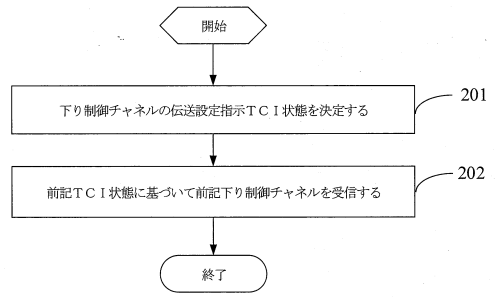 開始
下り制御チャネルの伝送設定指示TCI状態を決定する
201
前記TCI状態に基づいて前記下り制御チャネルを受信する
202
終了